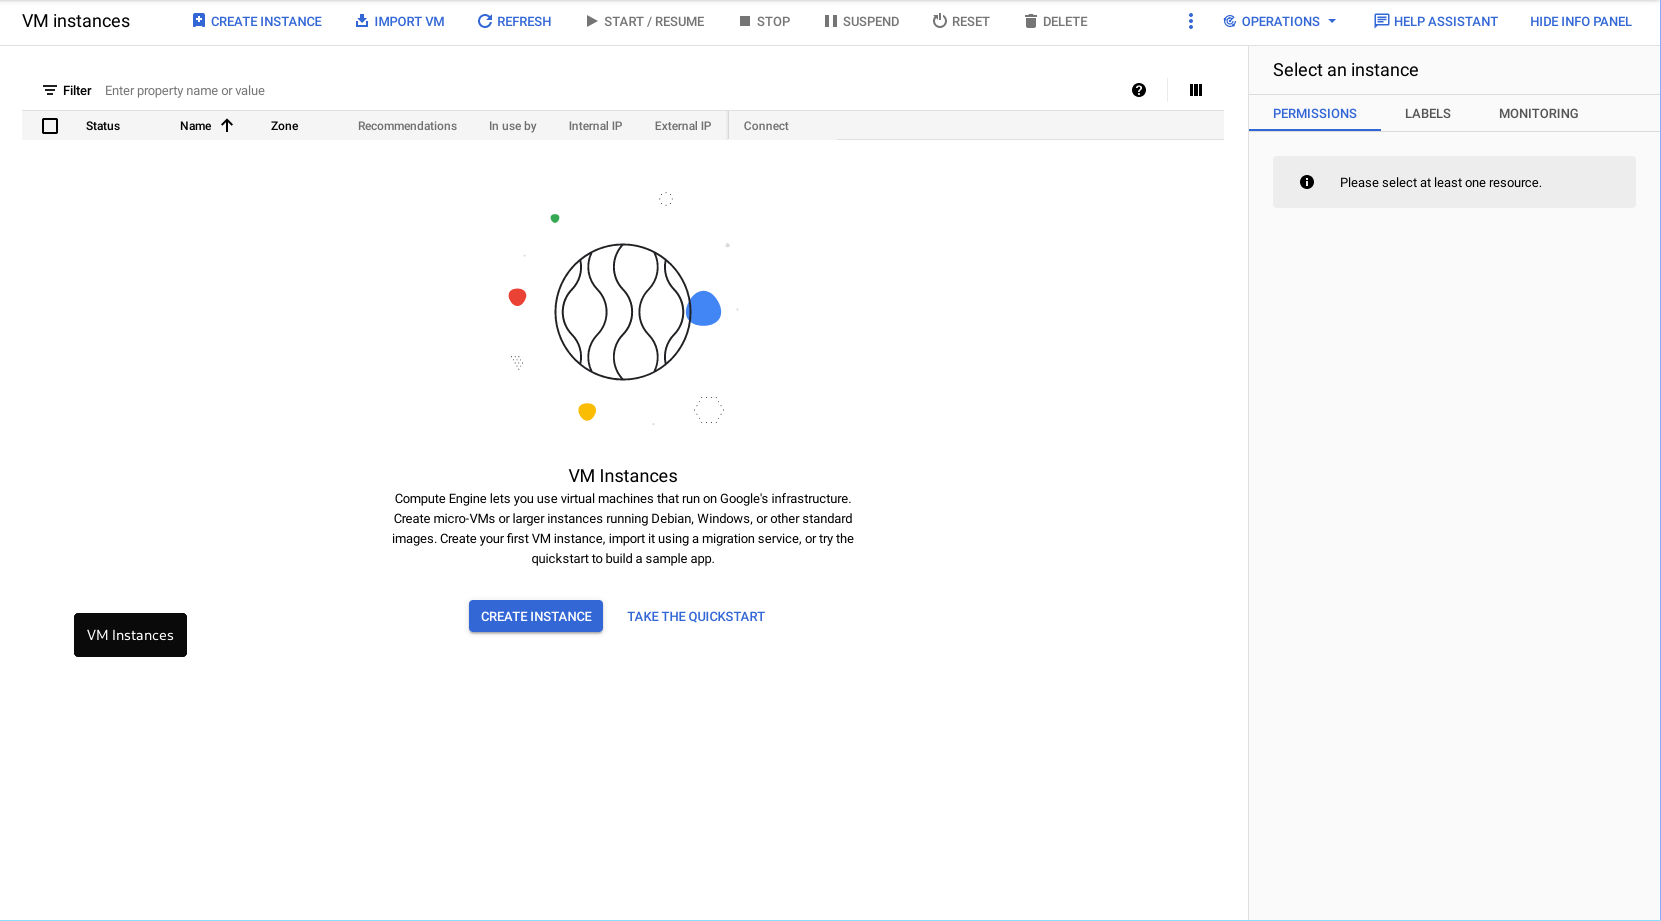 VM instances
CREATE INSTANCE
IMPORT VM
REFRESH
START / RESUME
STOP
SUSPEND
RESET
DELETE
OPERATIONS
HELP ASSISTANT
HIDE INFO PANEL
Filter Enter property name or value
Status Name Zone Recommendations In use by Internal IP External IP Connect
VM Instances
Compute Engine lets you use virtual machines that run on Google's infrastructure.
Create micro-VMs or larger instances running Debian, Windows, or other standard
images. Create your first VM instance, import it using a migration service, or try the
quickstart to build a sample app.
CREATE INSTANCE TAKE THE QUICKSTART
VM Instances
Select an instance
PERMISSIONS LABELS MONITORING
Please select at least one resource.